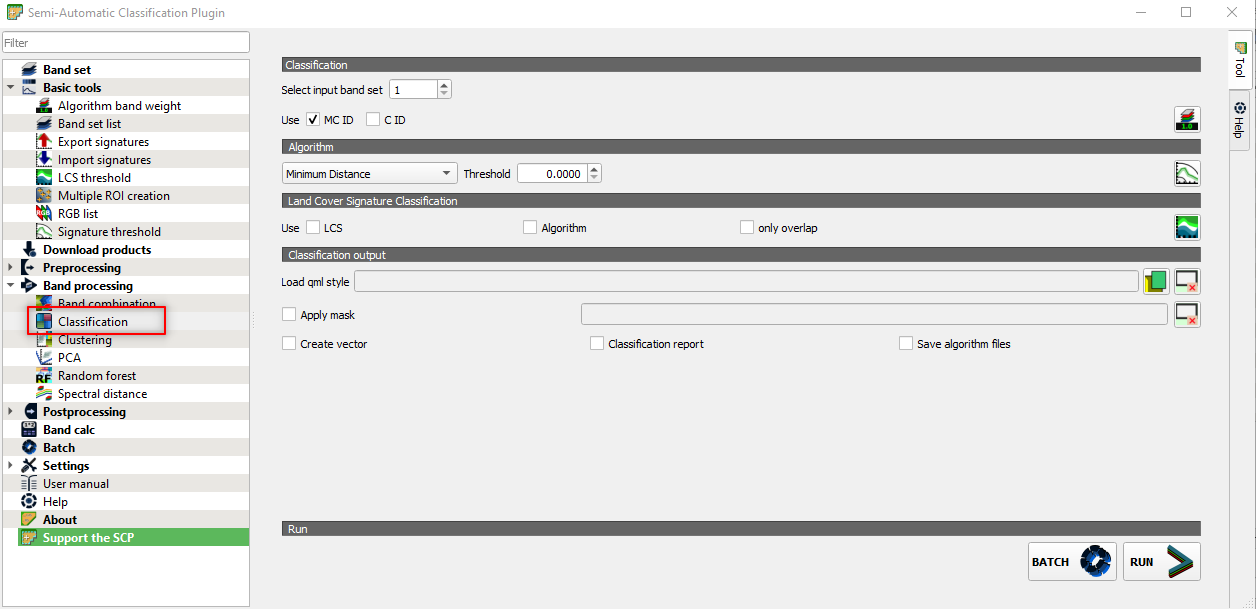 Semi-Automatic Classification Plugin
Filter
Band set
Basic tools
Algorithm band weight
Band set list
Export signatures
Import signatures
LCS threshold
Multiple ROI creation
RGB list
Signature threshold
Download products
Preprocessing
Band processing
Band combination
Classification
Clustering
PCA
Random forest
Spectral distance
Postprocessing
Band calc
Batch
Settings
User manual
Help
About
Support the SCP
Classification
Select input band set 1
Use MC ID C ID
1.0
Algorithm
Minimum Distance Threshold 0.0000
Land Cover Signature Classification
Use LCS Algorithm only overlap
Classification output
Load qml style
Apply mask
Create vector Classification report Save algorithm files
Run
BATCH RUN
Tool
Help